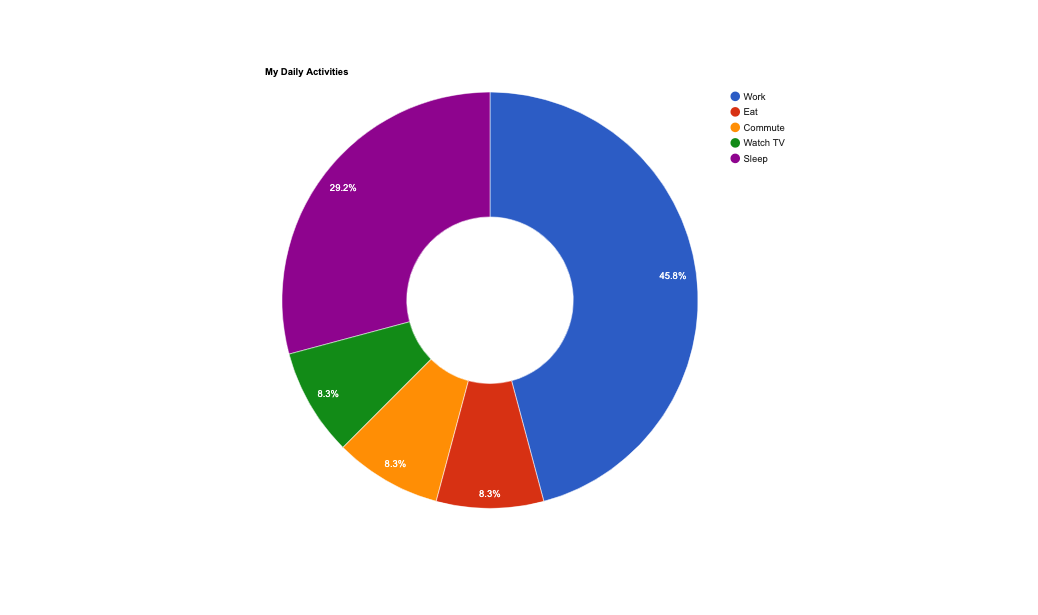 My Daily Activities
Work
Eat
Commute
Watch TV
Sleep
29.2%
45.8%
8.3%
8.3%
8.3%